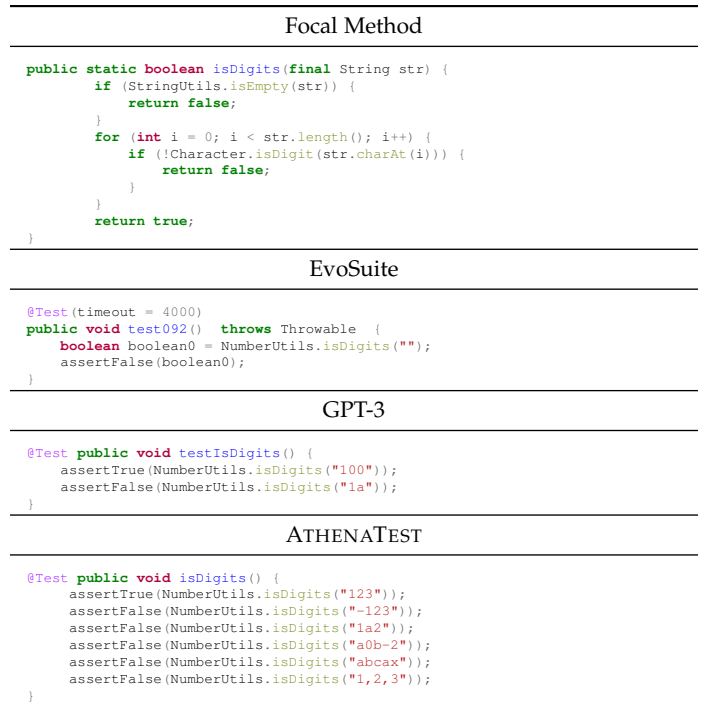 Focal Method
public static boolean isDigits(final String str) {
        if (StringUtils.isEmpty(str)) {
            return false;
        }
        for (int i = 0; i < str.length(); i++) {
            if (!Character.isDigit(str.charAt(i))) {
                return false;
            }
        }
        return true;
}
EvoSuite
@Test(timeout = 4000)
public void test092()  throws Throwable  {
    boolean boolean0 = NumberUtils.isDigits("");
    assertFalse(boolean0);
}
GPT-3
@Test public void testIsDigits() {
    assertTrue(NumberUtils.isDigits("100"));
    assertFalse(NumberUtils.isDigits("1a"));
}
ATHENATEST
@Test public void isDigits() {
     assertTrue(NumberUtils.isDigits("123"));
     assertFalse(NumberUtils.isDigits("-123"));
     assertFalse(NumberUtils.isDigits("1a2"));
     assertFalse(NumberUtils.isDigits("a0b-2"));
     assertFalse(NumberUtils.isDigits("abcax"));
     assertFalse(NumberUtils.isDigits("1,2,3"));
}